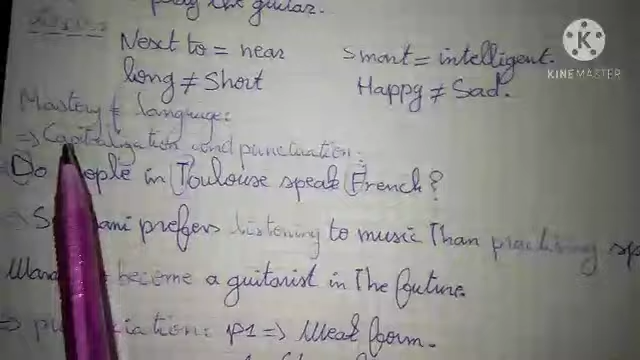 play the guitar.
Next to = near
Smart = intelligent.
long ≠ Short
Happy ≠ Sad.
Mastery of language:
⇒ Capitalization and punctuation:
Do people in Toulouse speak French?
prefers listening to music Than practising
become a guitarist in The future.
⇒ P1 ⇒ Weak form.
KINEMASTER